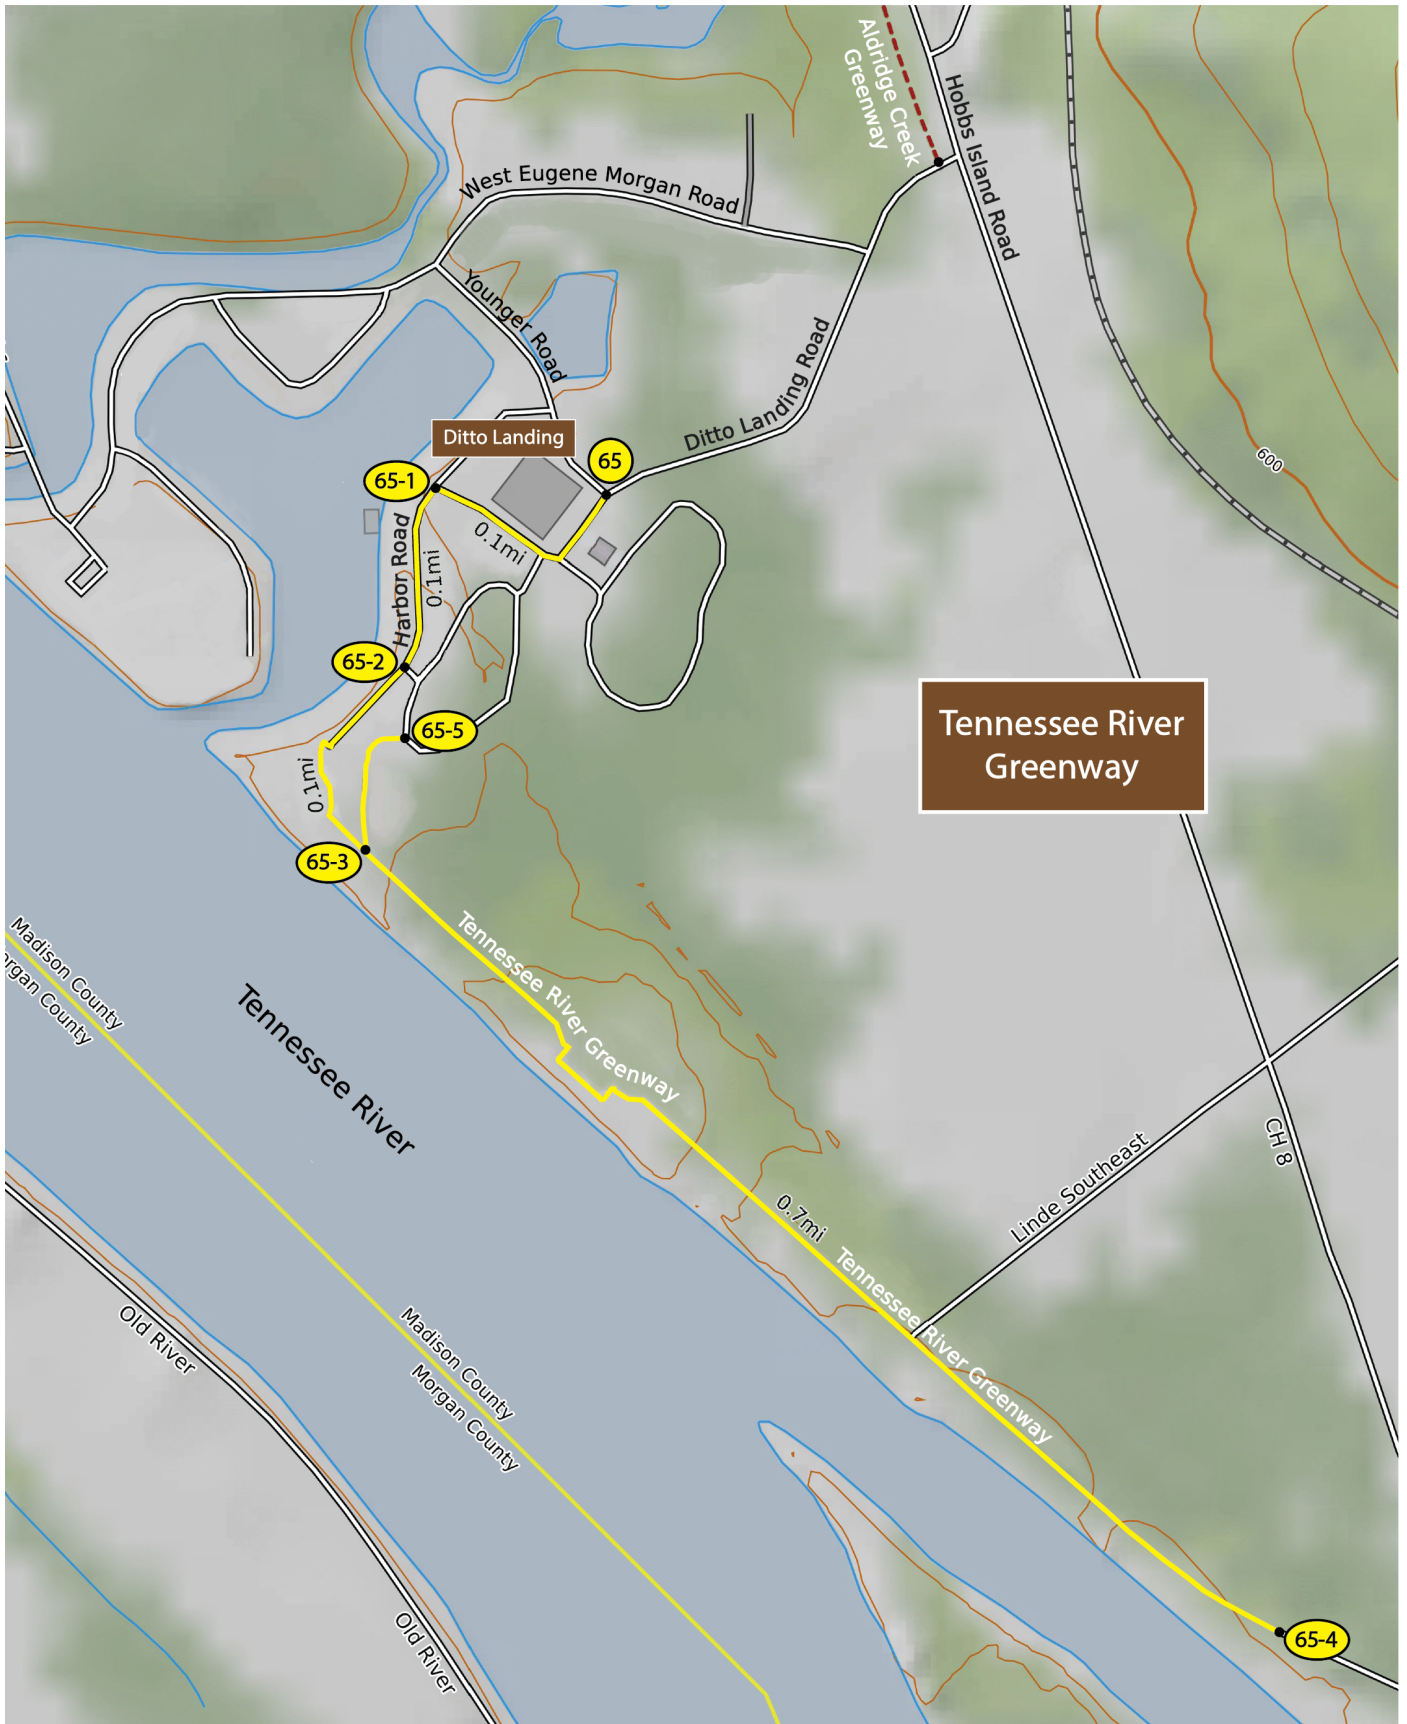 Aldridge Creek
Greenway
Hobbs Island Road
West Eugene Morgan Road
Younger Road
Ditto Landing Road
Ditto Landing
65
65-1
600
0.1mi
Harbor Road
0.1mi
65-2
65-5
Tennessee River
Greenway
0.1mi
65-3
Tennessee River Greenway
Madison County
organ County
Tennessee River
CH 8
Linde Southeast
0.7mi
Tennessee River Greenway
Old River
Madison County
Morgan County
Old River
65-4